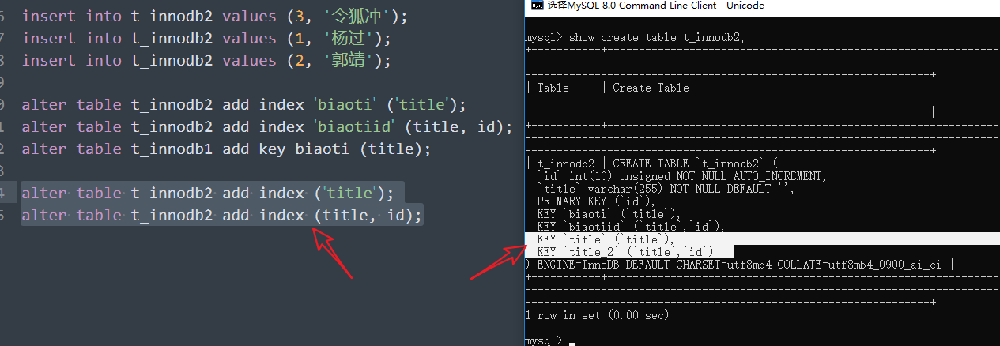 insert into t_innodb2 values (3, '令狐冲');
insert into t_innodb2 values (1, '杨过');
insert into t_innodb2 values (2, '郭靖');
alter table t_innodb2 add index `biaoti` (`title`);
alter table t_innodb2 add index `biaotiid` (title, id);
alter table t_innodb1 add key biaoti (title);
alter table t_innodb2 add index (`title`);
alter table t_innodb2 add index (title, id);
选择MySQL 8.0 Command Line Client - Unicode
mysql> show create table t_innodb2;
| Table | Create Table
|
| t_innodb2 | CREATE TABLE `t_innodb2` (
`id` int(10) unsigned NOT NULL AUTO_INCREMENT,
`title` varchar(255) NOT NULL DEFAULT '',
PRIMARY KEY (`id`),
KEY `biaoti` (`title`),
KEY `biaotiid` (`title`,`id`),
KEY `title` (`title`),
KEY `title_2` (`title`,`id`)
) ENGINE=InnoDB DEFAULT CHARSET=utf8mb4 COLLATE=utf8mb4_0900_ai_ci |
1 row in set (0.00 sec)
mysql>